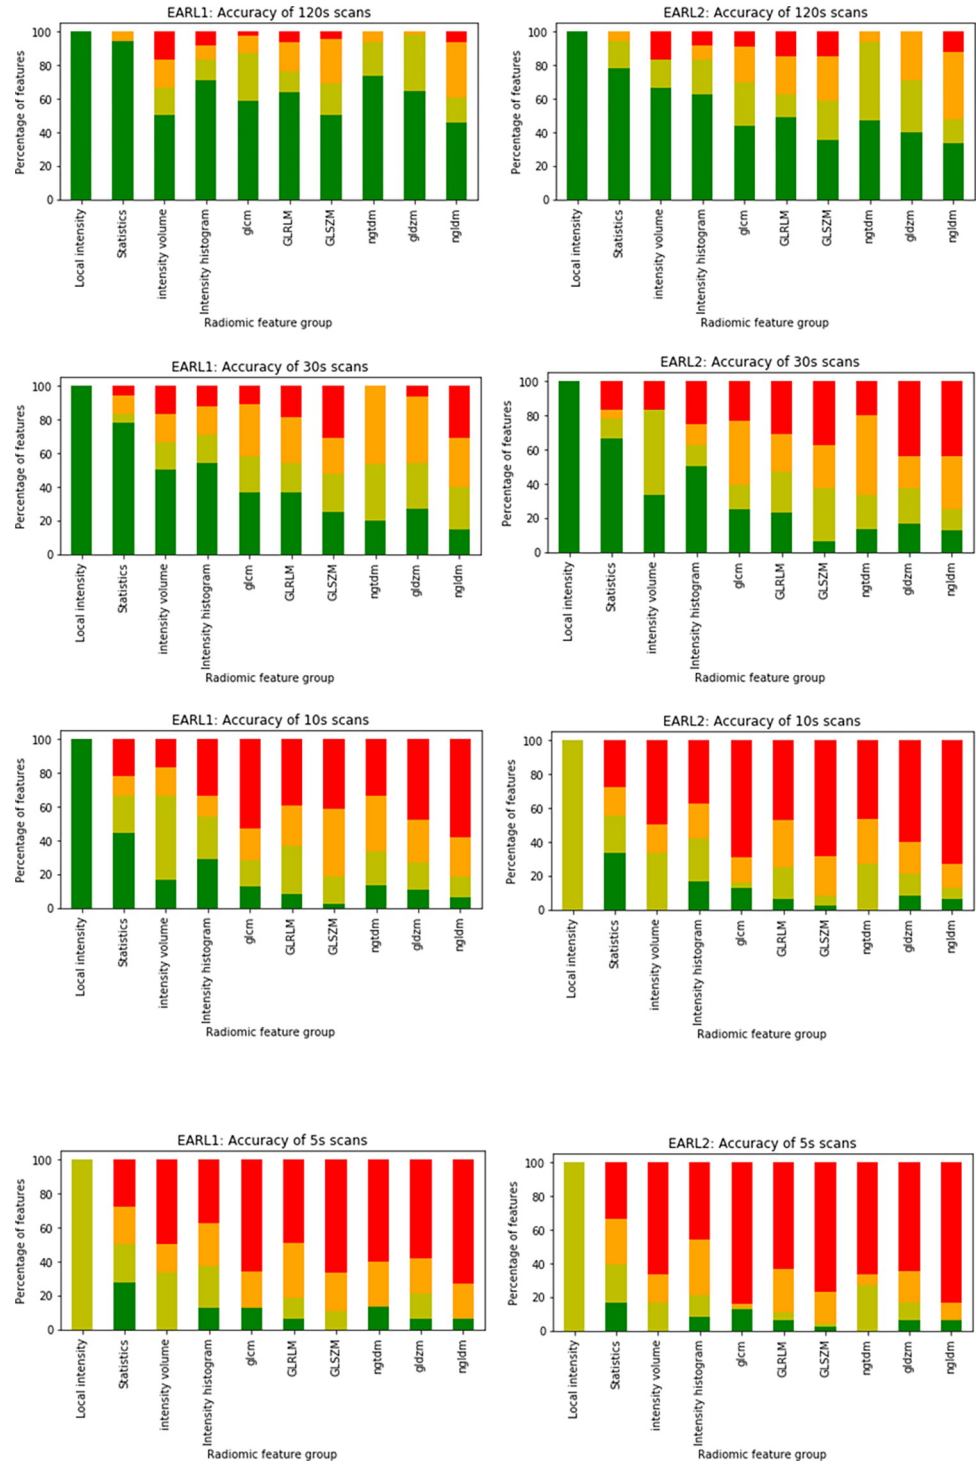 EARL1: Accuracy of 120s scans
Percentage of features
100
80
60
40
20
0
Local intensity
Statistics
intensity volume
Intensity histogram
glcm
GLRLM
GLSZM
ngtdm
gldzm
ngldm
Radiomic feature group
EARL2: Accuracy of 120s scans
Percentage of features
100
80
60
40
20
0
Local intensity
Statistics
intensity volume
Intensity histogram
glcm
GLRLM
GLSZM
ngtdm
gldzm
ngldm
Radiomic feature group
EARL1: Accuracy of 30s scans
Percentage of features
100
80
60
40
20
0
Local intensity
Statistics
intensity volume
Intensity histogram
glcm
GLRLM
GLSZM
ngtdm
gldzm
ngldm
Radiomic feature group
EARL2: Accuracy of 30s scans
Percentage of features
100
80
60
40
20
0
Local intensity
Statistics
intensity volume
Intensity histogram
glcm
GLRLM
GLSZM
ngtdm
gldzm
ngldm
Radiomic feature group
EARL1: Accuracy of 10s scans
Percentage of features
100
80
60
40
20
0
Local intensity
Statistics
intensity volume
Intensity histogram
glcm
GLRLM
GLSZM
ngtdm
gldzm
ngldm
Radiomic feature group
EARL2: Accuracy of 10s scans
Percentage of features
100
80
60
40
20
0
Local intensity
Statistics
intensity volume
Intensity histogram
glcm
GLRLM
GLSZM
ngtdm
gldzm
ngldm
Radiomic feature group
EARL1: Accuracy of 5s scans
Percentage of features
100
80
60
40
20
0
Local intensity
Statistics
intensity volume
Intensity histogram
glcm
GLRLM
GLSZM
ngtdm
gldzm
ngldm
Radiomic feature group
EARL2: Accuracy of 5s scans
Percentage of features
100
80
60
40
20
0
Local intensity
Statistics
intensity volume
Intensity histogram
glcm
GLRLM
GLSZM
ngtdm
gldzm
ngldm
Radiomic feature group